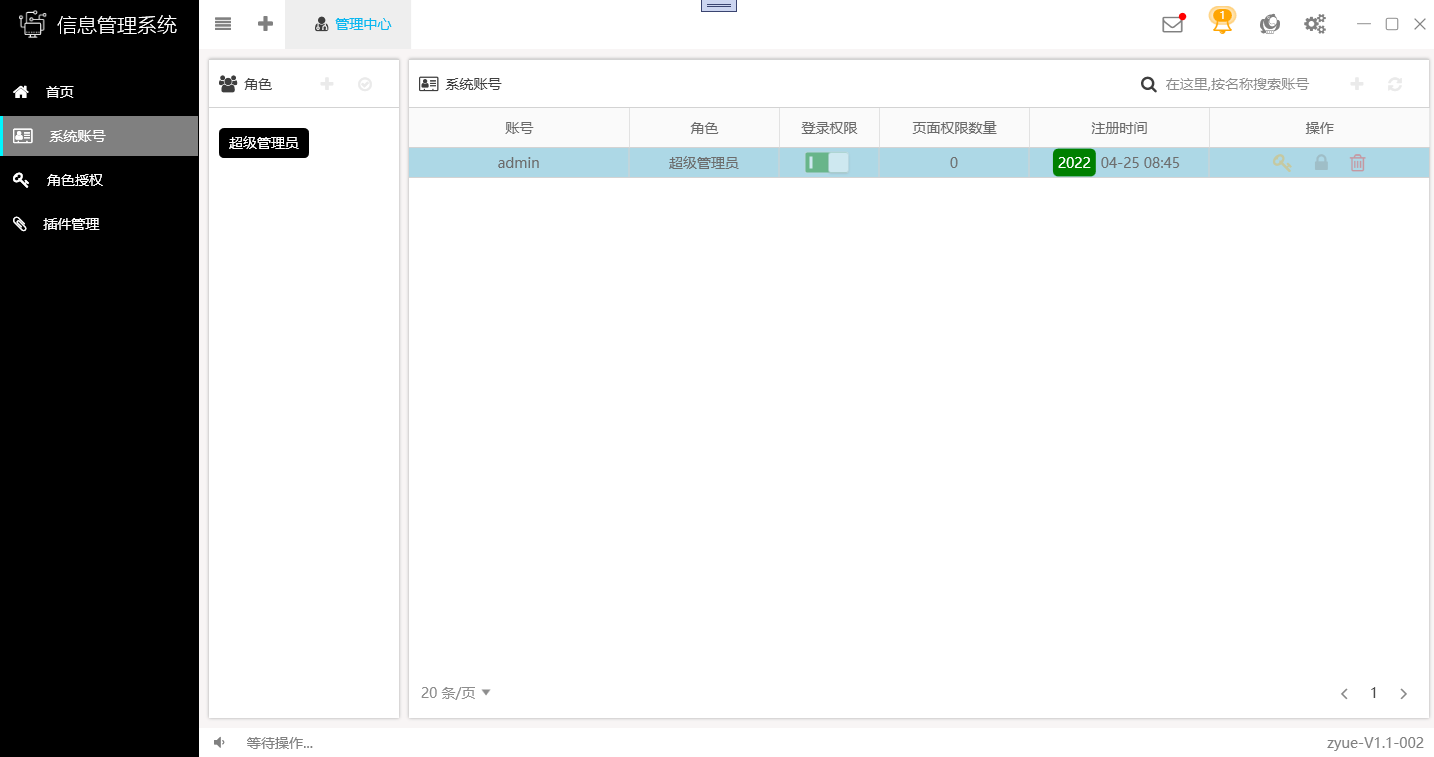 信息管理系统
管理中心
1
首页
系统账号
角色授权
插件管理
角色
超级管理员
系统账号
在这里,按名称搜索账号
账号 角色 登录权限 页面权限数量 注册时间 操作
admin 超级管理员 0 2022 04-25 08:45
20 条/页
1
等待操作...
zyue-V1.1-002